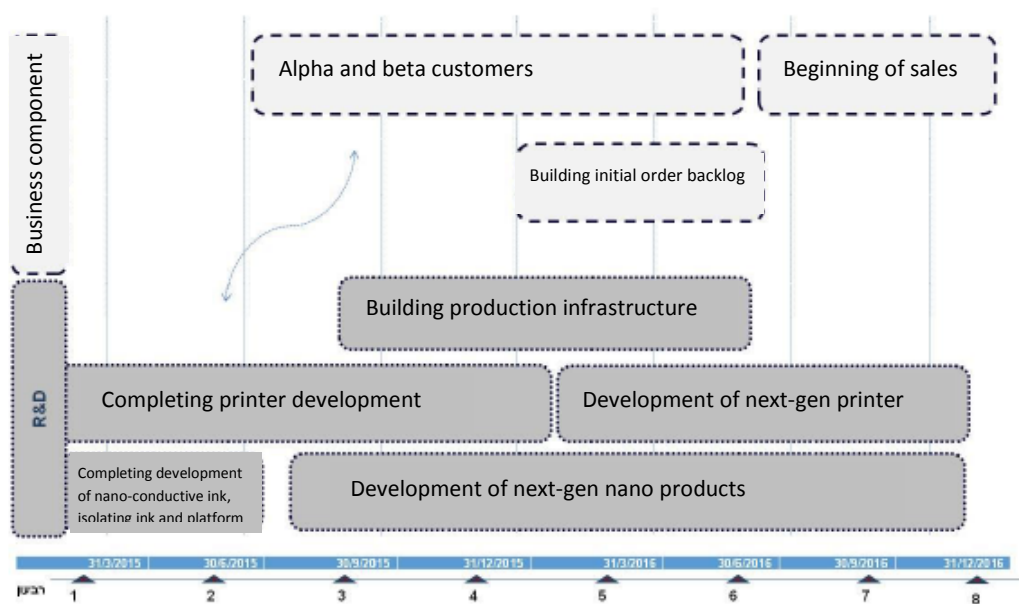 Business component
Alpha and beta customers
Beginning of sales
Building initial order backlog
R&D
Building production infrastructure
Completing printer development
Development of next-gen printer
Completing development
of nano-conductive ink,
isolating ink and platform
Development of next-gen nano products
31/3/2015 30/6/2015 30/9/2015 31/12/2015 31/3/2016 30/6/2016 30/9/2016 31/12/2016
רבעון 1 2 3 4 5 6 7 8